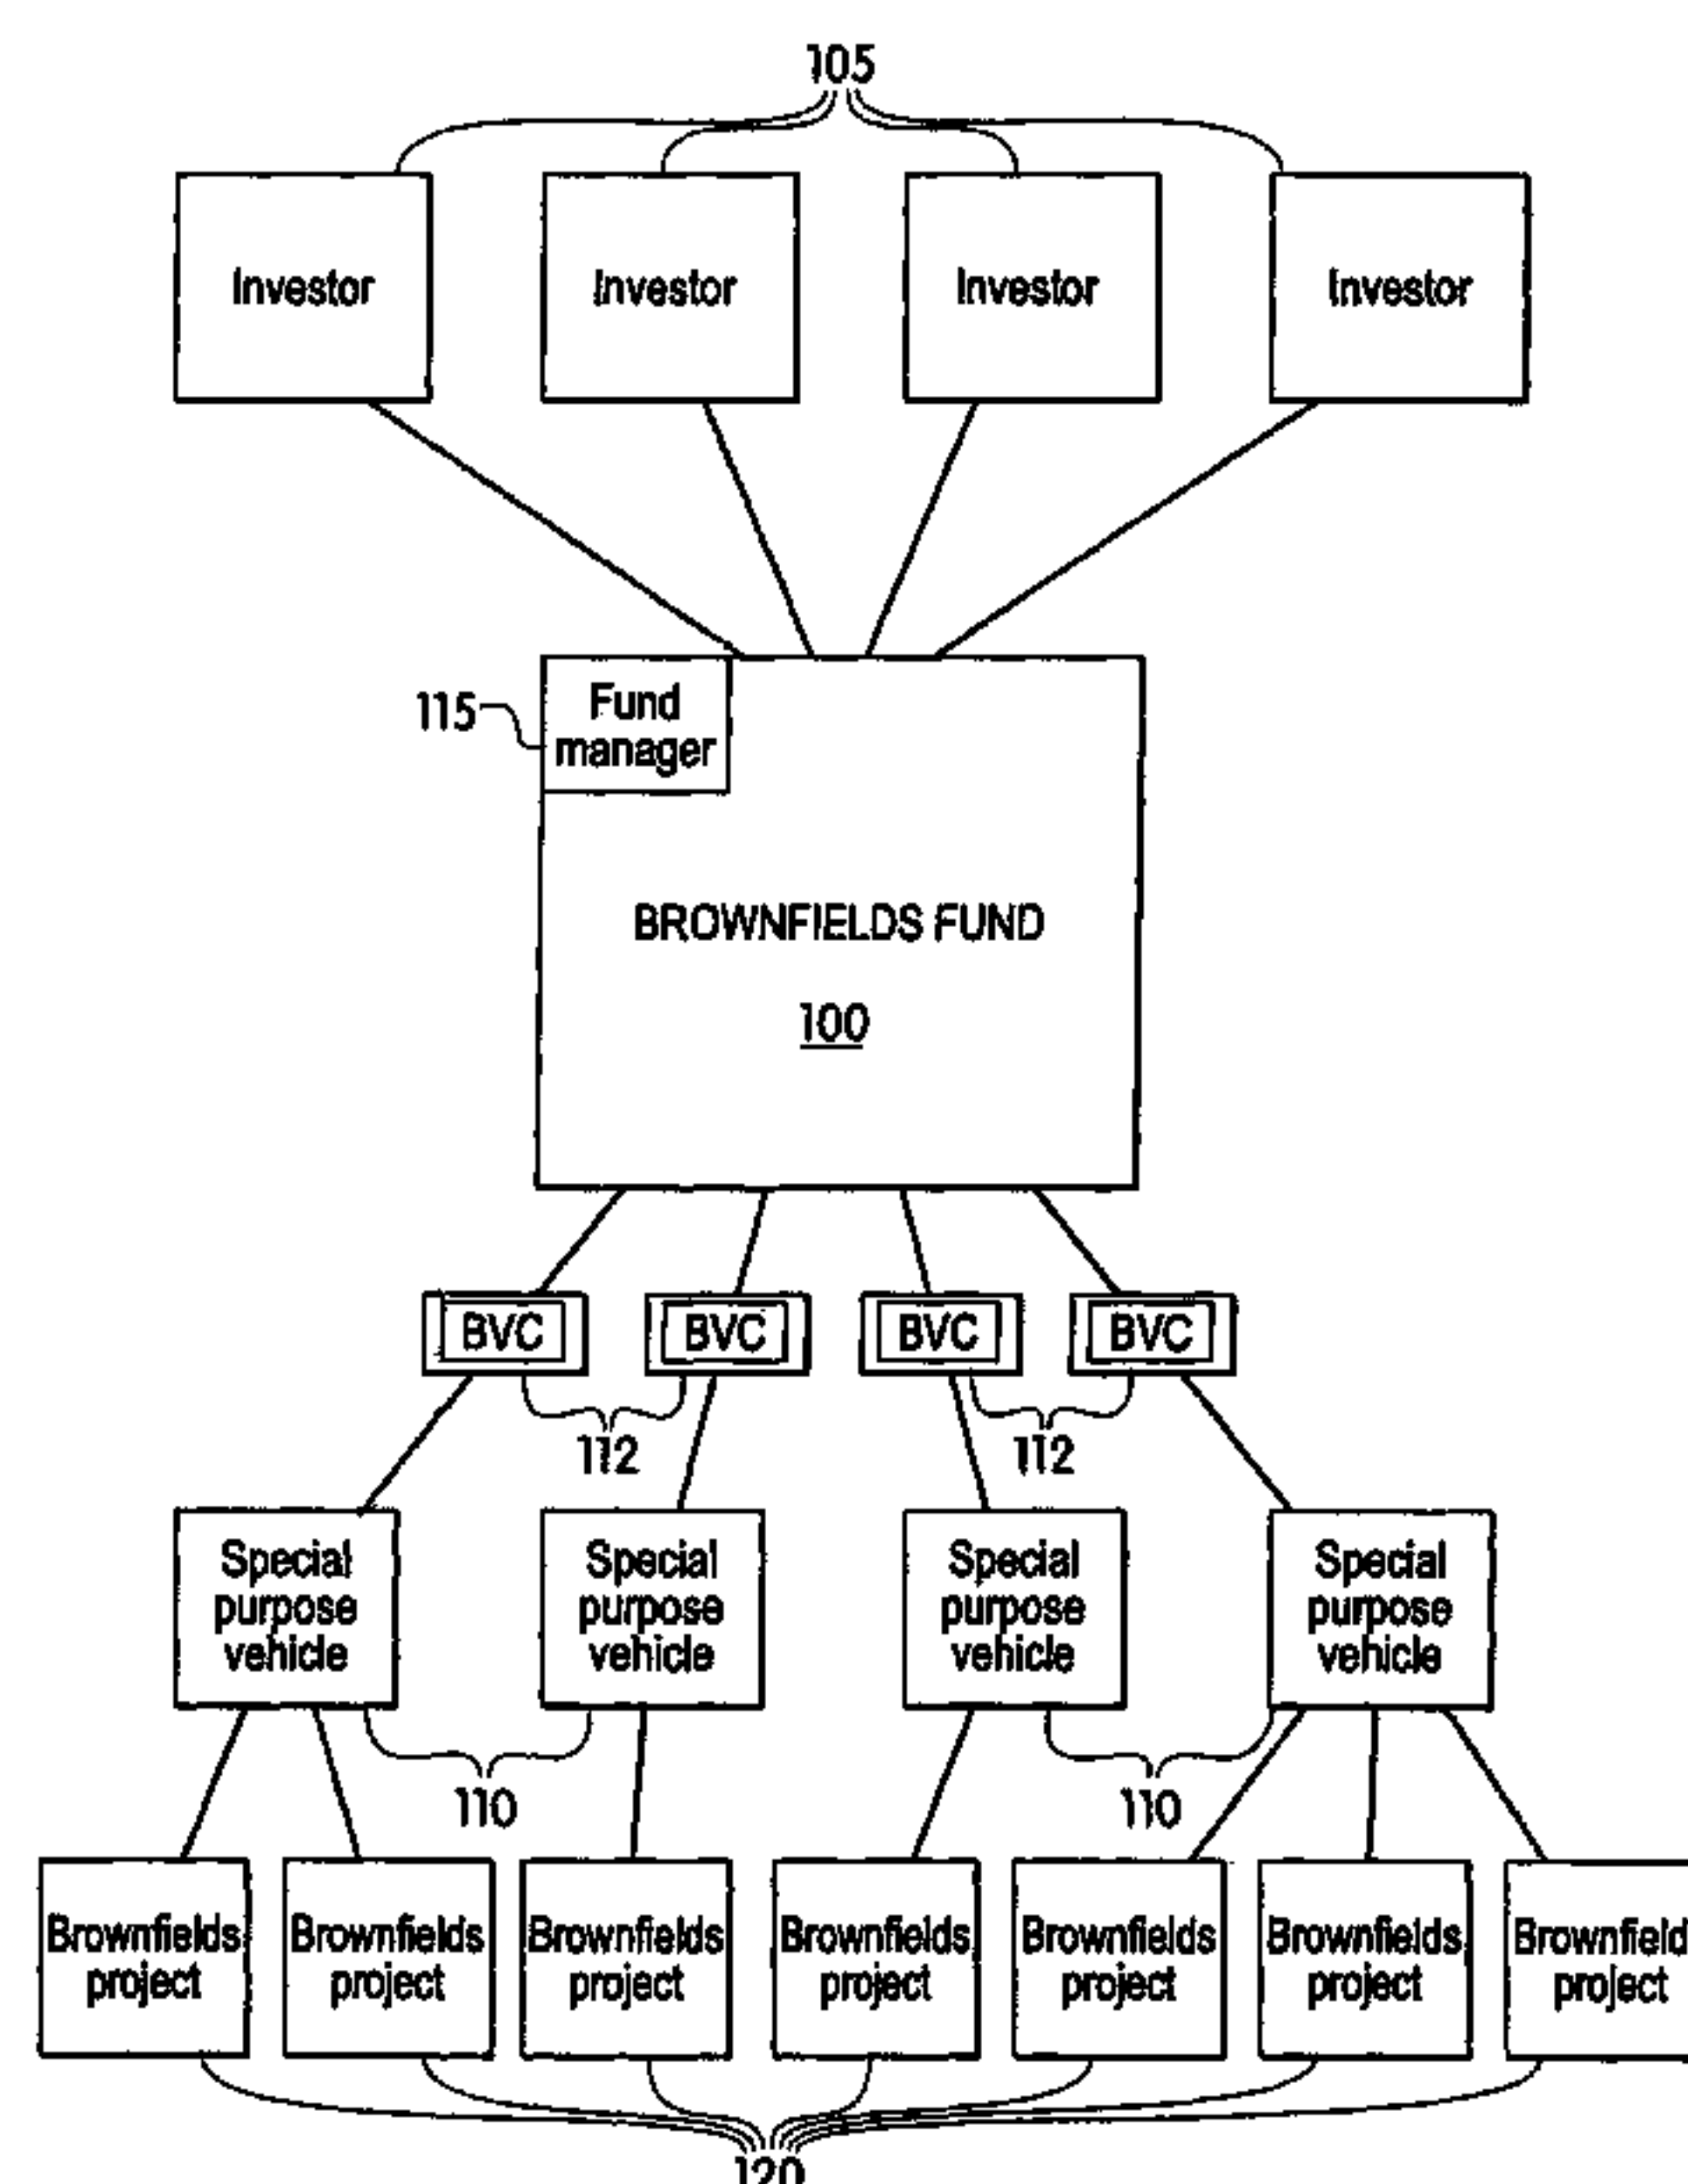 105
Investor
Investor
Investor
Investor
115
Fund
manager
BROWNFIELDS FUND
100
BVC
BVC
BVC
BVC
112
112
Special
purpose
vehicle
Special
purpose
vehicle
Special
purpose
vehicle
Special
purpose
vehicle
110
110
Brownfields
project
Brownfields
project
Brownfields
project
Brownfields
project
Brownfields
project
Brownfields
project
Brownfield
project
120